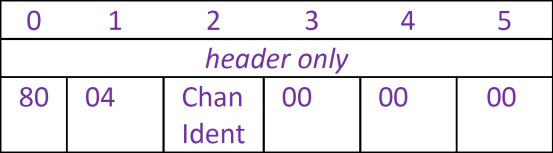 0 1 2 3 4 5
header only
80 04 Chan 00 00 00
Ident